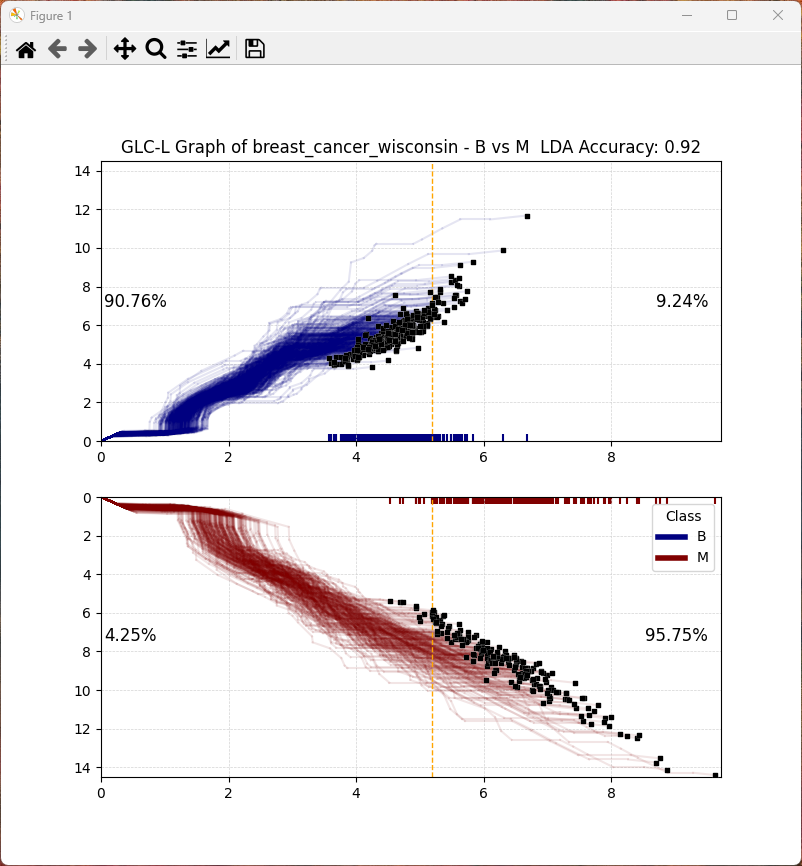 Figure 1
GLC-L Graph of breast_cancer_wisconsin - B vs M  LDA Accuracy: 0.92
14
12
10
8
6
4
2
0
90.76%
9.24%
0 2 4 6 8
0
2
4
6
8
10
12
14
Class
B
M
4.25%
95.75%
0 2 4 6 8